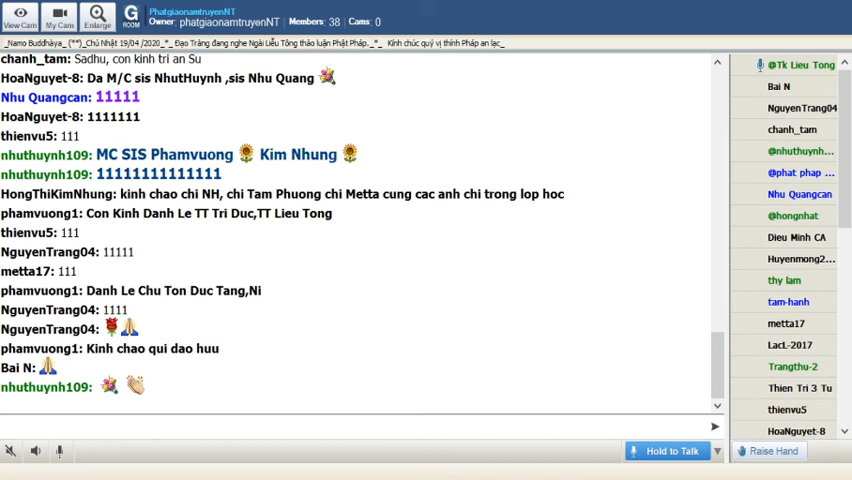 View Cam
My Cam
Enlarge
G
ROOM
PhatgiaonamtruyenNT
Owner: phatgiaonamtruyenNT
Members: 38
Cams: 0
_Namo Buddhàya_ (**)_Chủ Nhật 19/04 /2020_*_ Đạo Tràng đang nghe Ngài Liễu Tông thảo luận Phật Pháp._*_ Kính chúc quý vị thính Pháp an lạc_
chanh_tam: Sadhu, con kinh tri an Su
HoaNguyet-8: Da M/C sis NhutHuynh ,sis Nhu Quang
Nhu Quangcan: 11111
HoaNguyet-8: 1111111
thienvu5: 111
nhuthuynh109: MC SIS Phamvuong Kim Nhung
nhuthuynh109: 11111111111111
HongThiKimNhung: kinh chao chi NH, chi Tam Phuong chi Metta cung cac anh chi trong lop hoc
phamvuong1: Con Kinh Danh Le TT Tri Duc,TT Lieu Tong
thienvu5: 111
NguyenTrang04: 11111
metta17: 111
phamvuong1: Danh Le Chu Ton Duc Tang,Ni
NguyenTrang04: 1111
NguyenTrang04:
phamvuong1: Kinh chao qui dao huu
Bai N:
nhuthuynh109:
Hold to Talk
@Tk Lieu Tong
Bai N
NguyenTrang04
chanh_tam
@nhuthuynh...
@phat phap ...
Nhu Quangcan
@hongnhat
Dieu Minh CA
Huyenmong2...
thy lam
tam-hanh
metta17
LacL-2017
Trangthu-2
Thien Tri 3 Tu
thienvu5
HoaNguyet-8
Raise Hand